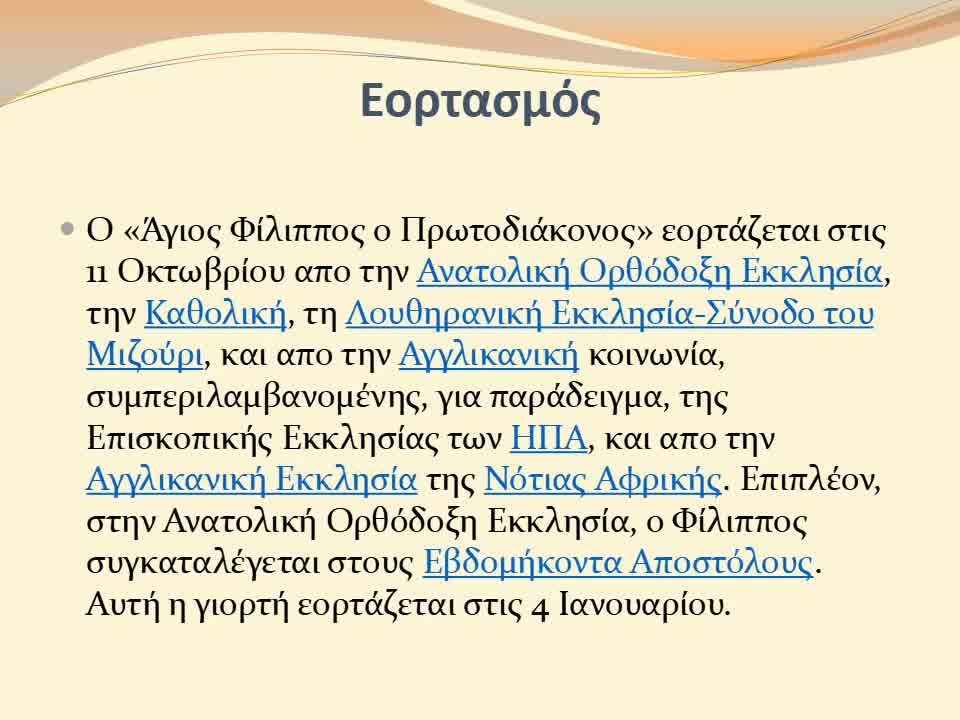 Εορτασμός
• Ο «Άγιος Φίλιππος ο Πρωτοδιάκονος» εορτάζεται στις
11 Οκτωβρίου απο την Ανατολική Ορθόδοξη Εκκλησία,
την Καθολική, τη Λουθηρανική Εκκλησία-Σύνοδο του
Μιζούρι, και απο την Αγγλικανική κοινωνία,
συμπεριλαμβανομένης, για παράδειγμα, της
Επισκοπικής Εκκλησίας των ΗΠΑ, και απο την
Αγγλικανική Εκκλησία της Νότιας Αφρικής. Επιπλέον,
στην Ανατολική Ορθόδοξη Εκκλησία, ο Φίλιππος
συγκαταλέγεται στους Εβδομήκοντα Αποστόλους.
Αυτή η γιορτή εορτάζεται στις 4 Ιανουαρίου.